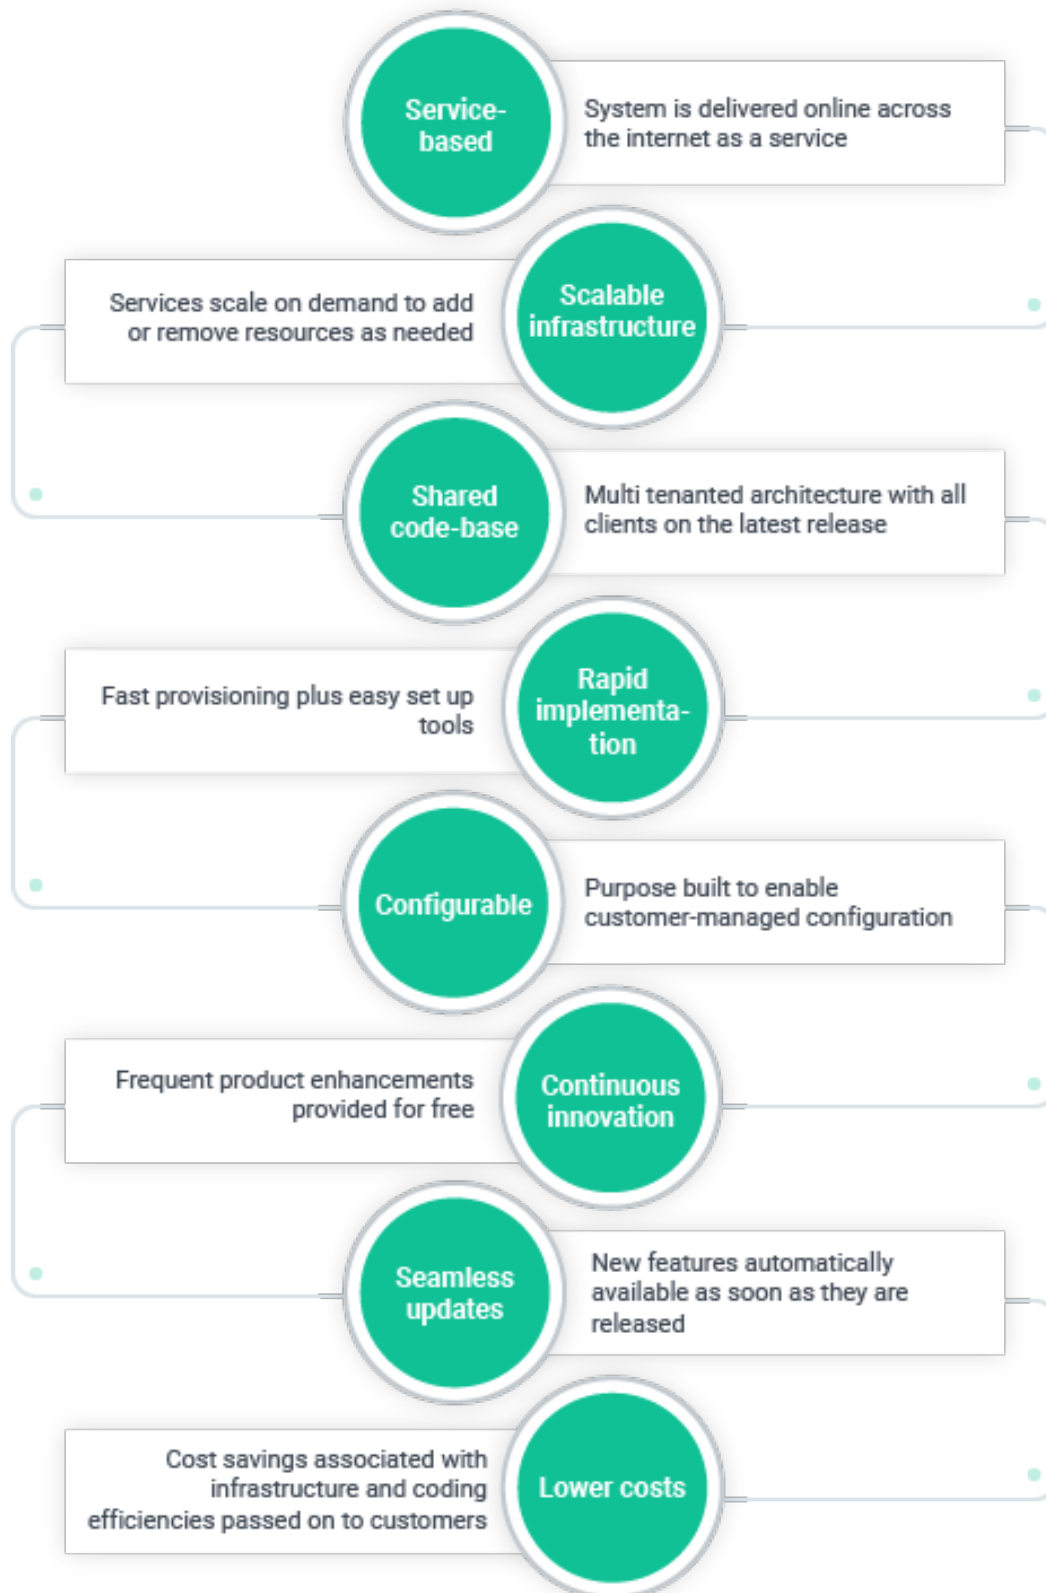 Service-
based
System is delivered online across
the internet as a service
Scalable
infrastructure
Services scale on demand to add
or remove resources as needed
Shared
code-base
Multi tenanted architecture with all
clients on the latest release
Rapid
implementa-
tion
Fast provisioning plus easy set up
tools
Configurable
Purpose built to enable
customer-managed configuration
Continuous
innovation
Frequent product enhancements
provided for free
Seamless
updates
New features automatically
available as soon as they are
released
Lower costs
Cost savings associated with
infrastructure and coding
efficiencies passed on to customers